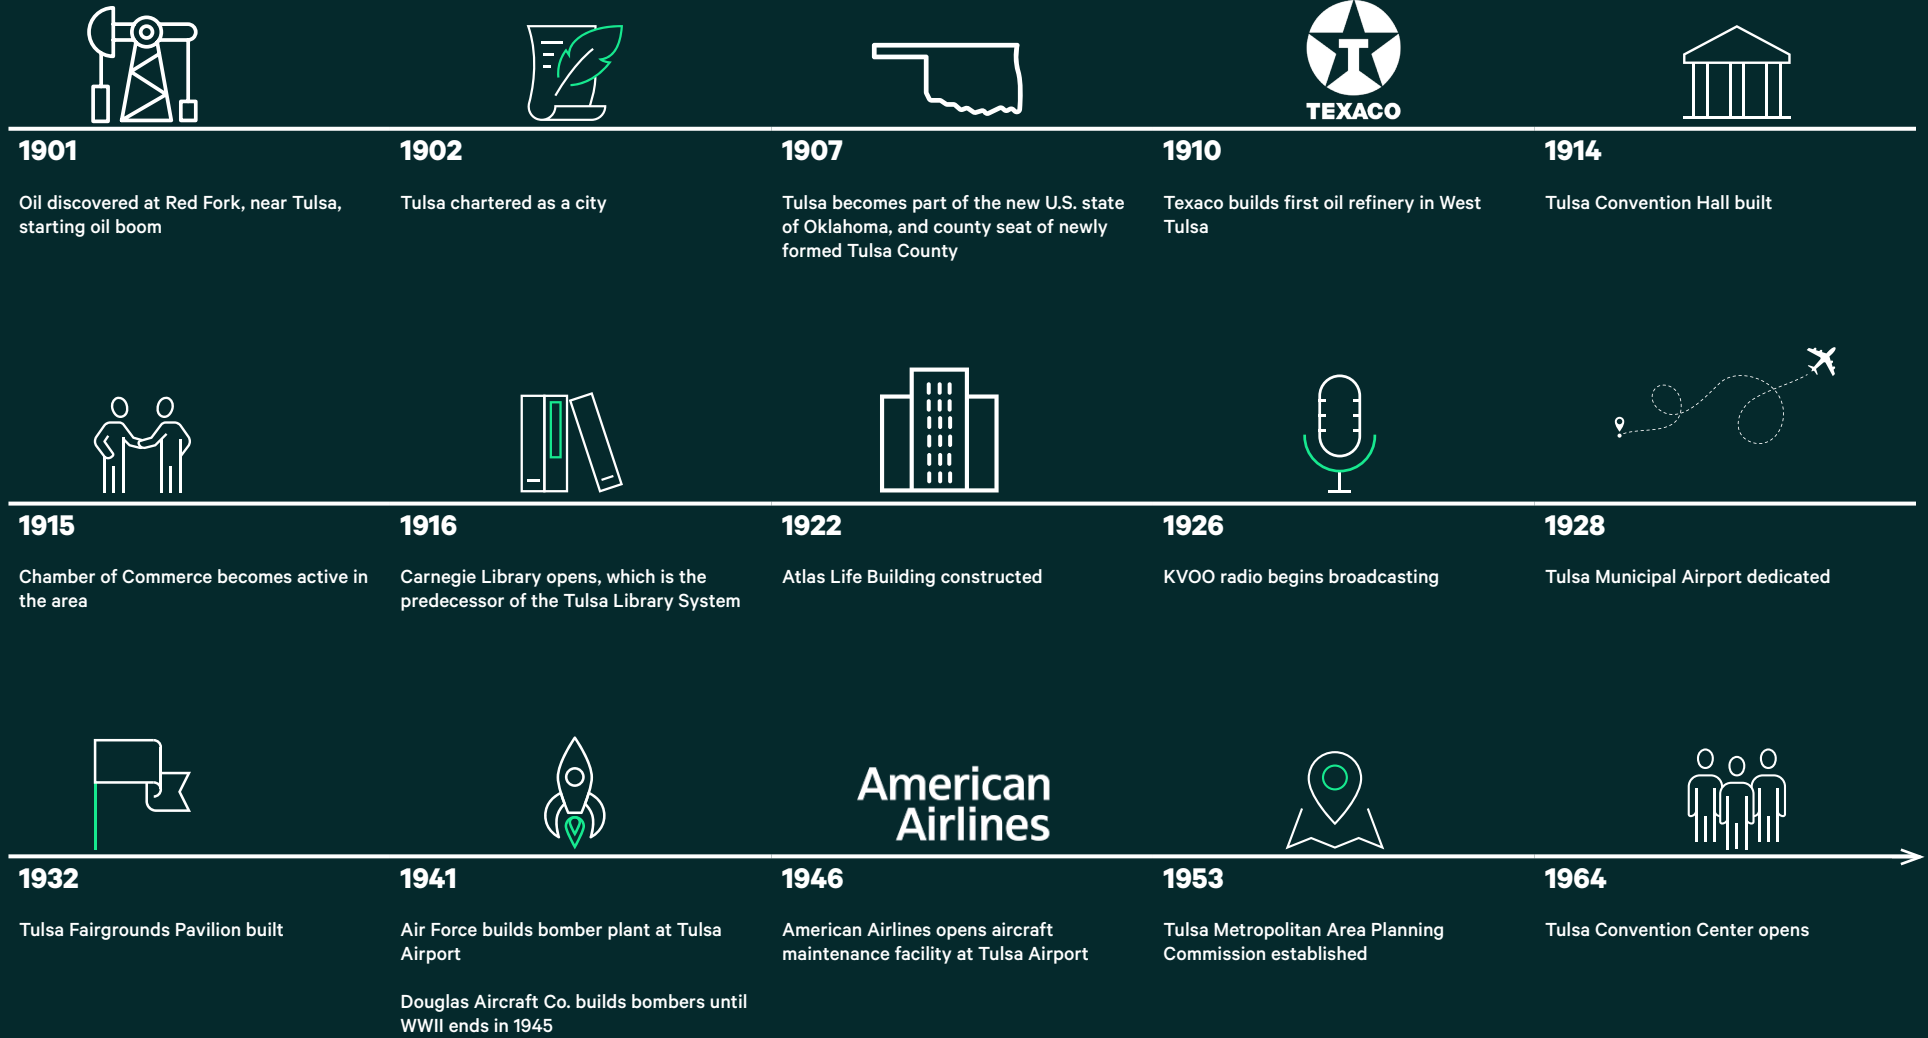 T
TEXACO
1901
Oil discovered at Red Fork, near Tulsa,
starting oil boom
1902
Tulsa chartered as a city
1907
Tulsa becomes part of the new U.S. state
of Oklahoma, and county seat of newly
formed Tulsa County
1910
Texaco builds first oil refinery in West
Tulsa
1914
Tulsa Convention Hall built
1915
Chamber of Commerce becomes active in
the area
1916
Carnegie Library opens, which is the
predecessor of the Tulsa Library System
1922
Atlas Life Building constructed
1926
KVOO radio begins broadcasting
1928
Tulsa Municipal Airport dedicated
1932
Tulsa Fairgrounds Pavilion built
1941
Air Force builds bomber plant at Tulsa
Airport
Douglas Aircraft Co. builds bombers until
WWII ends in 1945
American
Airlines
1946
American Airlines opens aircraft
maintenance facility at Tulsa Airport
1953
Tulsa Metropolitan Area Planning
Commission established
1964
Tulsa Convention Center opens